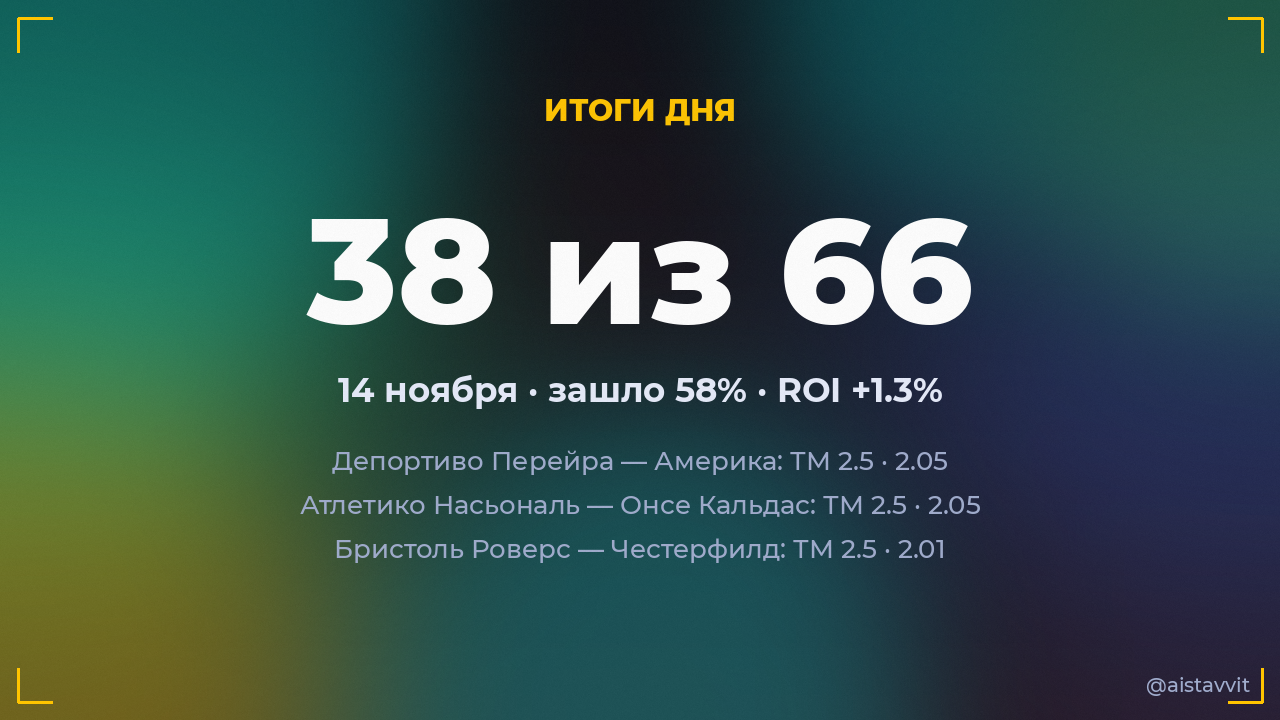 ИТОГИ ДНЯ
38 из 66
14 ноября · зашло 58% · ROI +1.3%
Депортиво Перейра — Америка: ТМ 2.5 · 2.05
Атлетико Насьональ — Онсе Кальдас: ТМ 2.5 · 2.05
Бристоль Роверс — Честерфилд: ТМ 2.5 · 2.01
@aistavvit